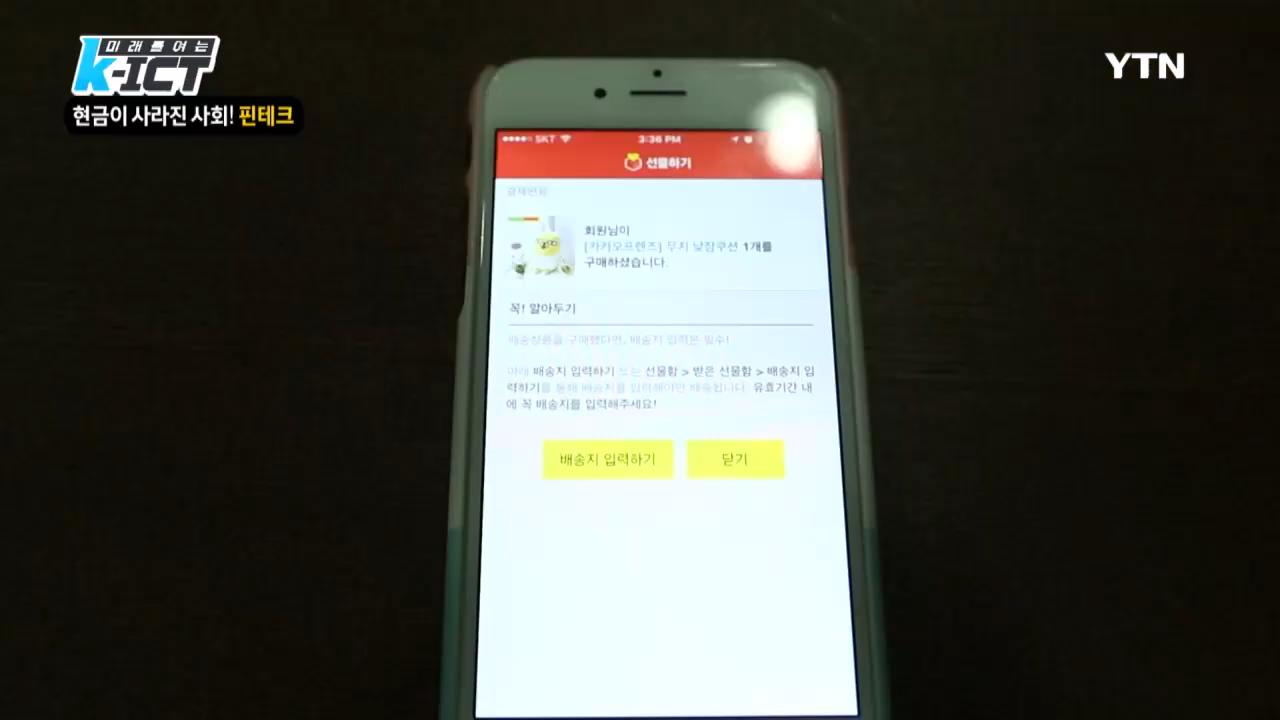 미래를 여는
K-ICT
현금이 사라진 사회! 핀테크
YTN
SKT
3:36 PM
선물하기
결제완료
회원님이
[카카오프렌즈] 무지 낮잠쿠션 1개를
구매하셨습니다.
꼭! 알아두기
배송상품을 구매했다면, 배송지 입력은 필수!
아래 배송지 입력하기 또는 선물함 > 받은 선물함 > 배송지 입
력하기를 통해 배송지를 입력해야만 배송됩니다. 유효기간 내
에 꼭 배송지를 입력해주세요!
배송지 입력하기
닫기